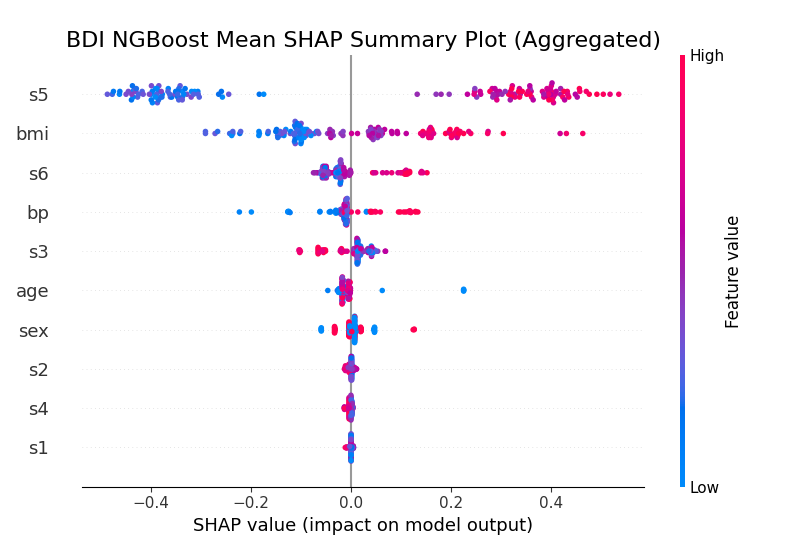 BDI NGBoost Mean SHAP Summary Plot (Aggregated)
High
s5
bmi
s6
bp
s3
age
sex
s2
s4
s1
Feature value
Low
−0.4 −0.2 0.0 0.2 0.4
SHAP value (impact on model output)